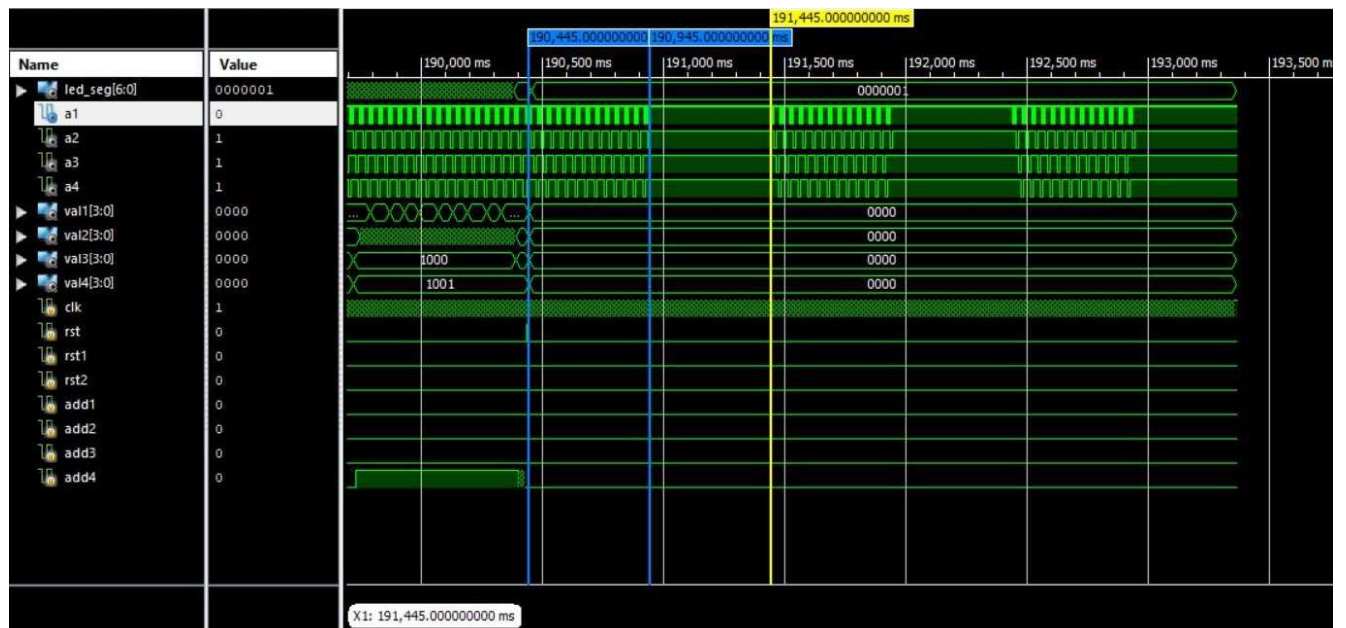 191,445.000000000 ms
190,445.000000000 190,945.000000000 ms
Name Value 190,000 ms 190,500 ms 191,000 ms 191,500 ms 192,000 ms 192,500 ms 193,000 ms 193,500 m
led_seg[6:0] 0000001 0000001
a1 0
a2 1
a3 1
a4 1
val1[3:0] 0000 ... ... 0000
val2[3:0] 0000 0000
val3[3:0] 0000 1000 0000
val4[3:0] 0000 1001 0000
clk 1
rst 0
rst1 0
rst2 0
add1 0
add2 0
add3 0
add4 0
X1: 191,445.000000000 ms